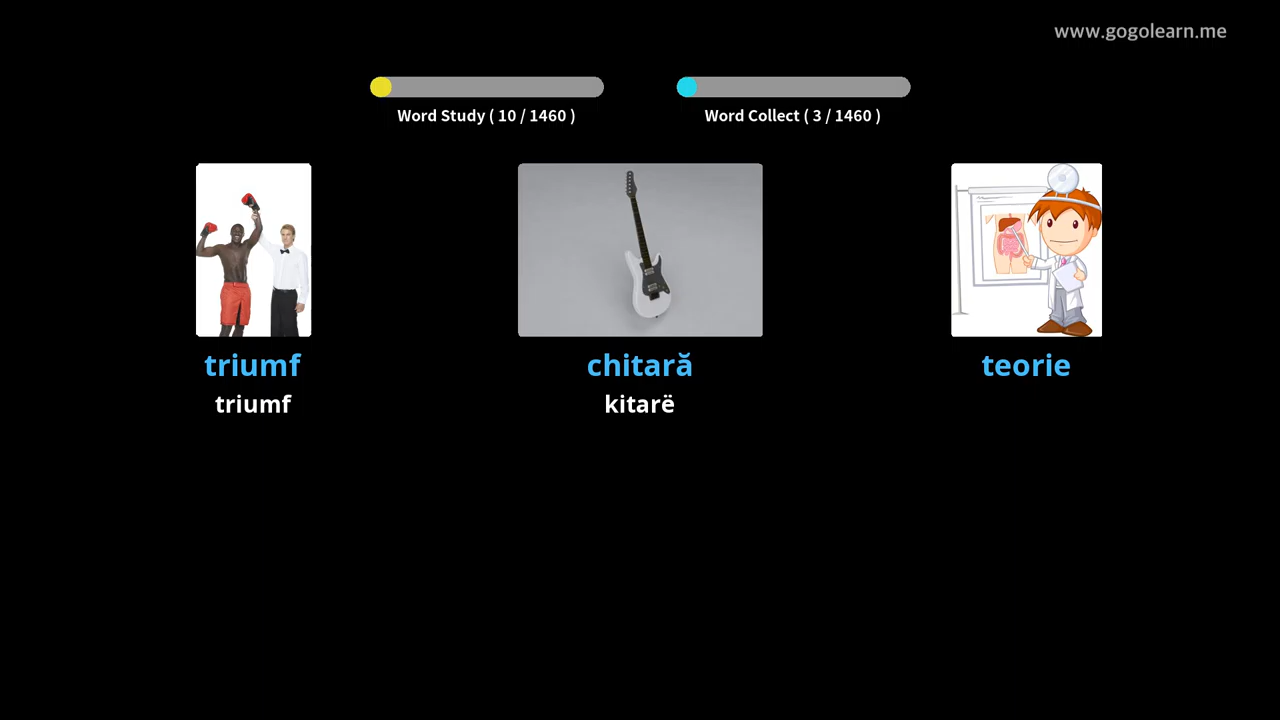 www.gogolearn.me
Word Study ( 10 / 1460 )
Word Collect ( 3 / 1460 )
triumf
chitară
teorie
triumf
kitarë